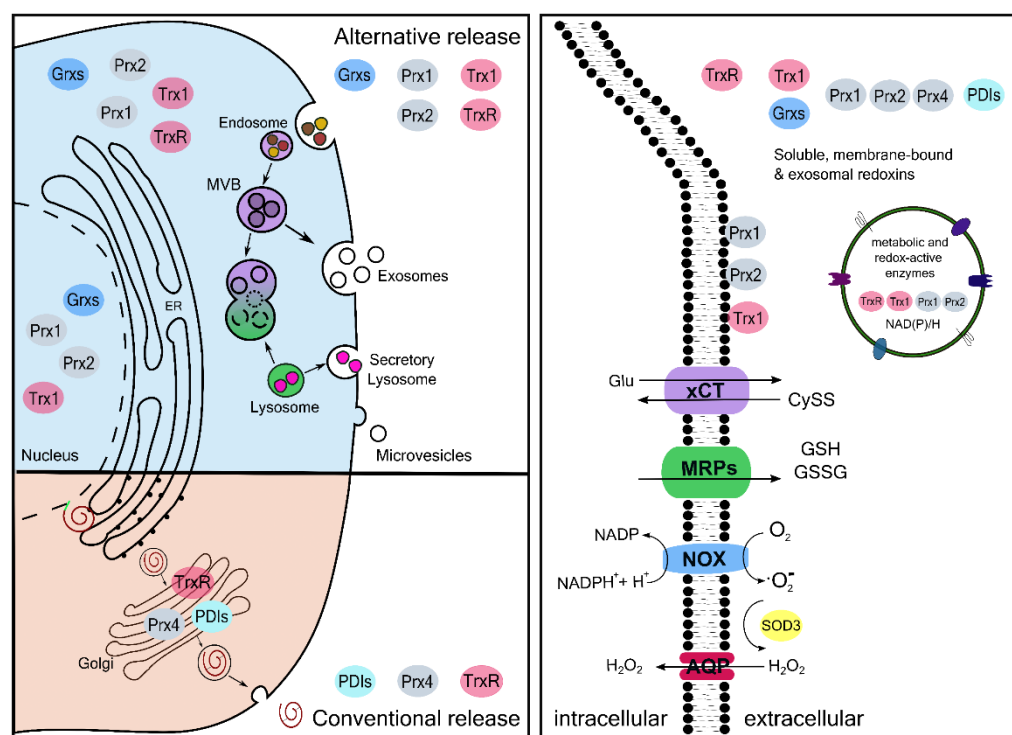 Alternative release
Grxs
Prx2
Trx1
Prx1
TrxR
Grxs
Prx1
Trx1
Prx2
TrxR
Endosome
MVB
Exosomes
ER
Grxs
Prx1
Prx2
Trx1
Secretory
Lysosome
Lysosome
Nucleus
Microvesicles
TrxR
PDIs
Prx4
Golgi
PDIs
Prx4
TrxR
Conventional release
TrxR
Trx1
Grxs
Prx1
Prx2
Prx4
PDIs
Soluble, membrane-bound
& exosomal redoxins
Prx1
Prx2
Trx1
metabolic and
redox-active
enzymes
TrxR
Trx1
Prx1
Prx2
NAD(P)/H
Glu
xCT
CySS
MRPs
GSH
GSSG
NADP
NADPH⁺+ H⁺
NOX
O₂
·O₂⁻
SOD3
H₂O₂
AQP
H₂O₂
intracellular
extracellular